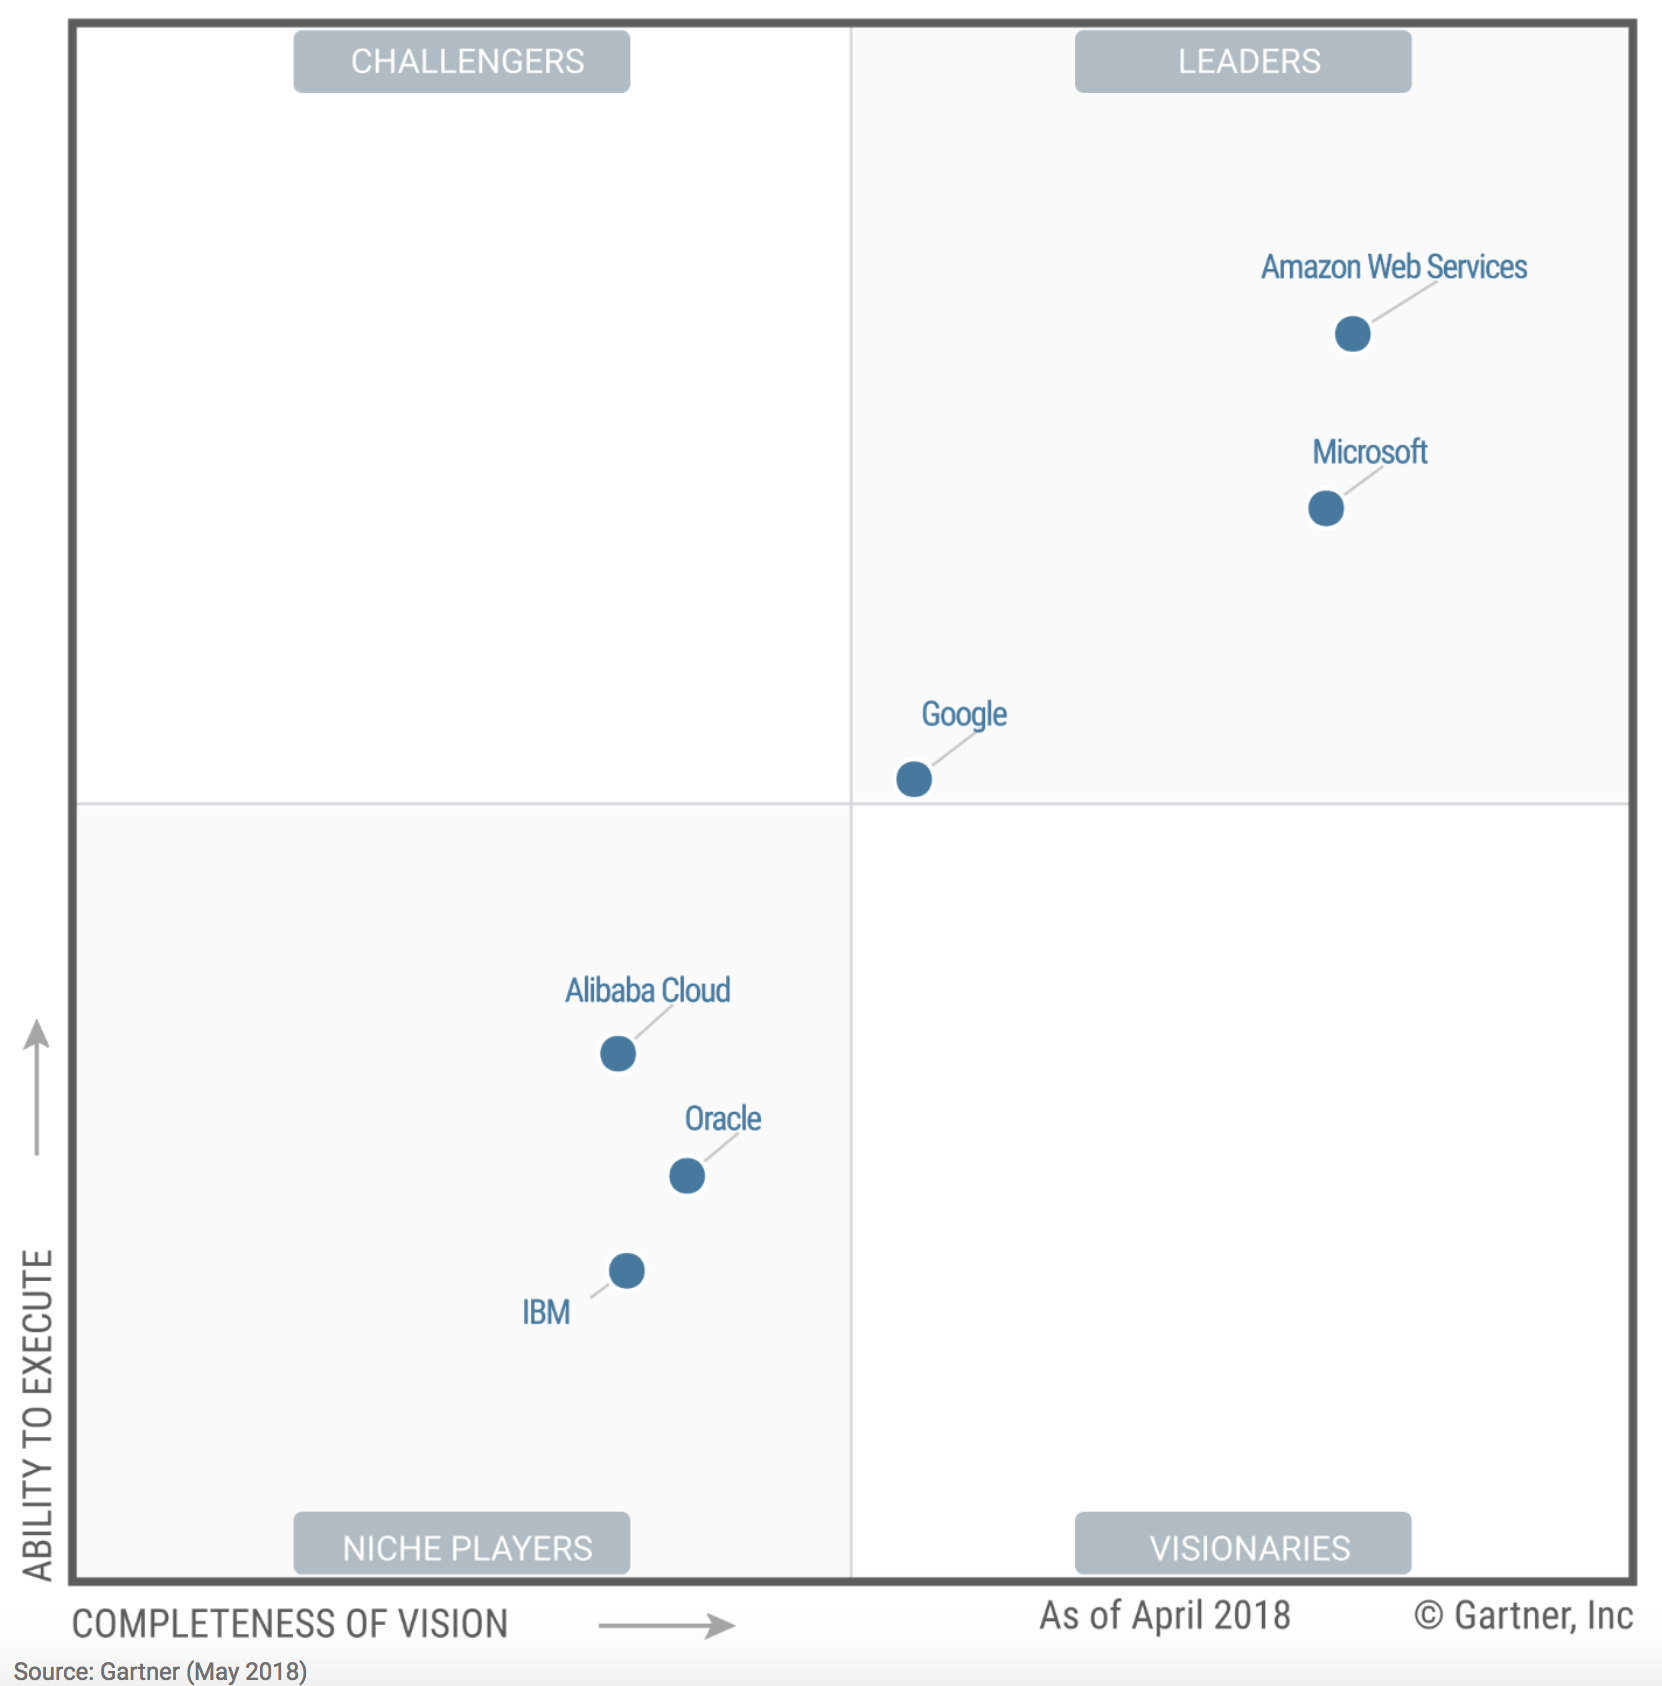 CHALLENGERS
LEADERS
Amazon Web Services
Microsoft
Google
Alibaba Cloud
Oracle
IBM
ABILITY TO EXECUTE
NICHE PLAYERS
VISIONARIES
COMPLETENESS OF VISION
As of April 2018
© Gartner, Inc
Source: Gartner (May 2018)